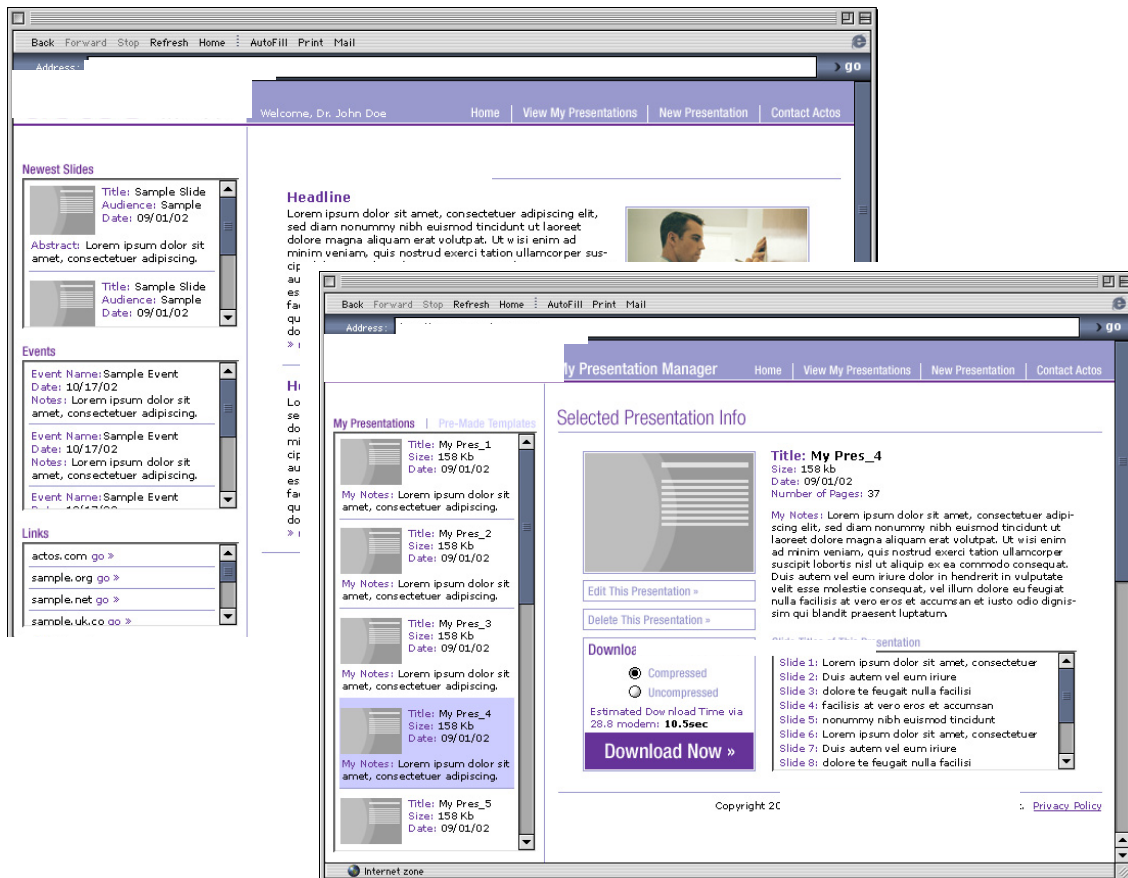 Back Forward Stop Refresh Home AutoFill Print Mail
Address:
› go
Welcome, Dr. John Doe
Home | View My Presentations | New Presentation | Contact Actos
Newest Slides
Title: Sample Slide
Audience: Sample
Date: 09/01/02
Abstract: Lorem ipsum dolor sit
amet, consectetuer adipiscing.
Title: Sample Slide
Audience: Sample
Date: 09/01/02
Events
Event Name: Sample Event
Date: 10/17/02
Notes: Lorem ipsum dolor sit
amet, consectetuer adipiscing.
Event Name: Sample Event
Date: 10/17/02
Notes: Lorem ipsum dolor sit
amet, consectetuer adipiscing.
Event Name: Sample Event
Date: 10/17/02
Links
actos.com go »
sample.org go »
sample.net go »
sample.uk.co go »
Headline
Lorem ipsum dolor sit amet, consectetuer adipiscing elit,
sed diam nonummy nibh euismod tincidunt ut laoreet
dolore magna aliquam erat volutpat. Ut wisi enim ad
minim veniam, quis nostrud exerci tation ullamcorper sus-
Back Forward Stop Refresh Home AutoFill Print Mail
Address:
› go
My Presentation Manager
Home | View My Presentations | New Presentation | Contact Actos
My Presentations | Pre-Made Templates
Title: My Pres_1
Size: 158 Kb
Date: 09/01/02
My Notes: Lorem ipsum dolor sit
amet, consectetuer adipiscing.
Title: My Pres_2
Size: 158 Kb
Date: 09/01/02
My Notes: Lorem ipsum dolor sit
amet, consectetuer adipiscing.
Title: My Pres_3
Size: 158 Kb
Date: 09/01/02
My Notes: Lorem ipsum dolor sit
amet, consectetuer adipiscing.
Title: My Pres_4
Size: 158 Kb
Date: 09/01/02
My Notes: Lorem ipsum dolor sit
amet, consectetuer adipiscing.
Title: My Pres_5
Size: 158 Kb
Date: 09/01/02
Selected Presentation Info
Title: My Pres_4
Size: 158 kb
Date: 09/01/02
Number of Pages: 37
My Notes: Lorem ipsum dolor sit amet, consectetuer adipi-
scing elit, sed diam nonummy nibh euismod tincidunt ut
laoreet dolore magna aliquam erat volutpat. Ut wisi enim
ad minim veniam, quis nostrud exerci tation ullamcorper
suscipit lobortis nisl ut aliquip ex ea commodo consequat.
Duis autem vel eum iriure dolor in hendrerit in vulputate
velit esse molestie consequat, vel illum dolore eu feugiat
nulla facilisis at vero eros et accumsan et iusto odio dignis-
sim qui blandit praesent luptatum.
Edit This Presentation »
Delete This Presentation »
Downloa
Compressed
Uncompressed
Estimated Download Time via
28.8 modem: 10.5sec
Download Now »
Slide Titles of This Presentation
Slide 1: Lorem ipsum dolor sit amet, consectetuer
Slide 2: Duis autem vel eum iriure
Slide 3: dolore te feugait nulla facilisi
Slide 4: facilisis at vero eros et accumsan
Slide 5: nonummy nibh euismod tincidunt
Slide 6: Lorem ipsum dolor sit amet, consectetuer
Slide 7: Duis autem vel eum iriure
Slide 8: dolore te feugait nulla facilisi
Copyright 20
Privacy Policy
Internet zone